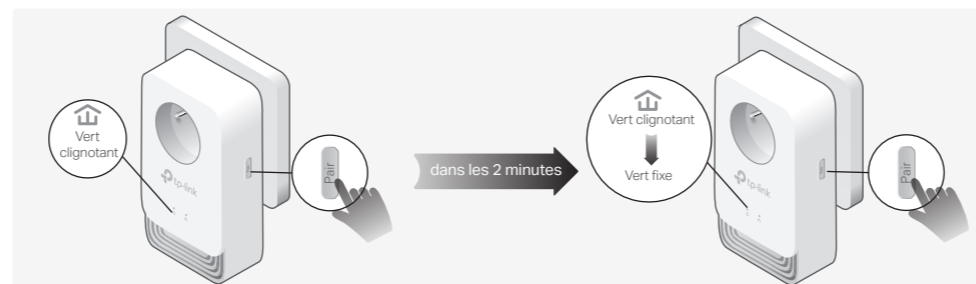 Vert
clignotant
tp-link
Pair
dans les 2 minutes
Vert clignotant
Vert fixe
tp-link
Pair